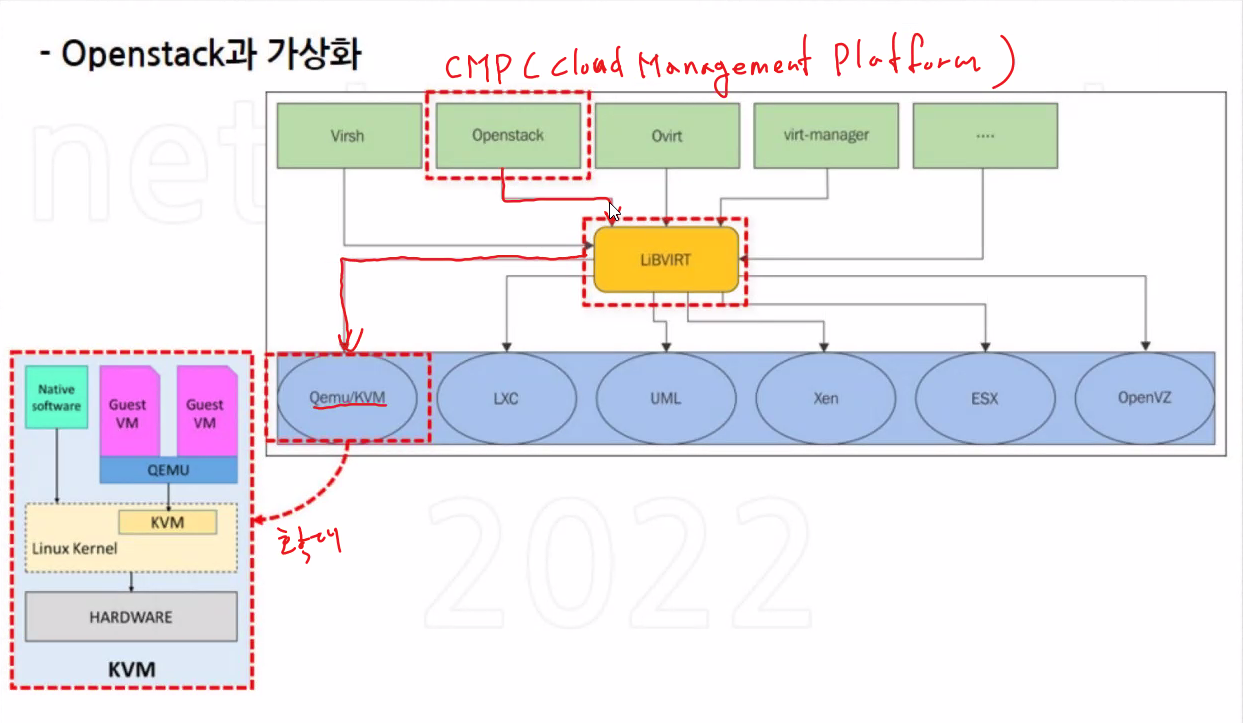 - Openstack과 가상화
CMP ( Cloud Management Platform )
Virsh
Openstack
Ovirt
virt-manager
....
LiBVIRT
Qemu/KVM
LXC
UML
Xen
ESX
OpenVZ
Native
software
Guest
VM
Guest
VM
QEMU
KVM
Linux Kernel
HARDWARE
KVM
확대
net
2022